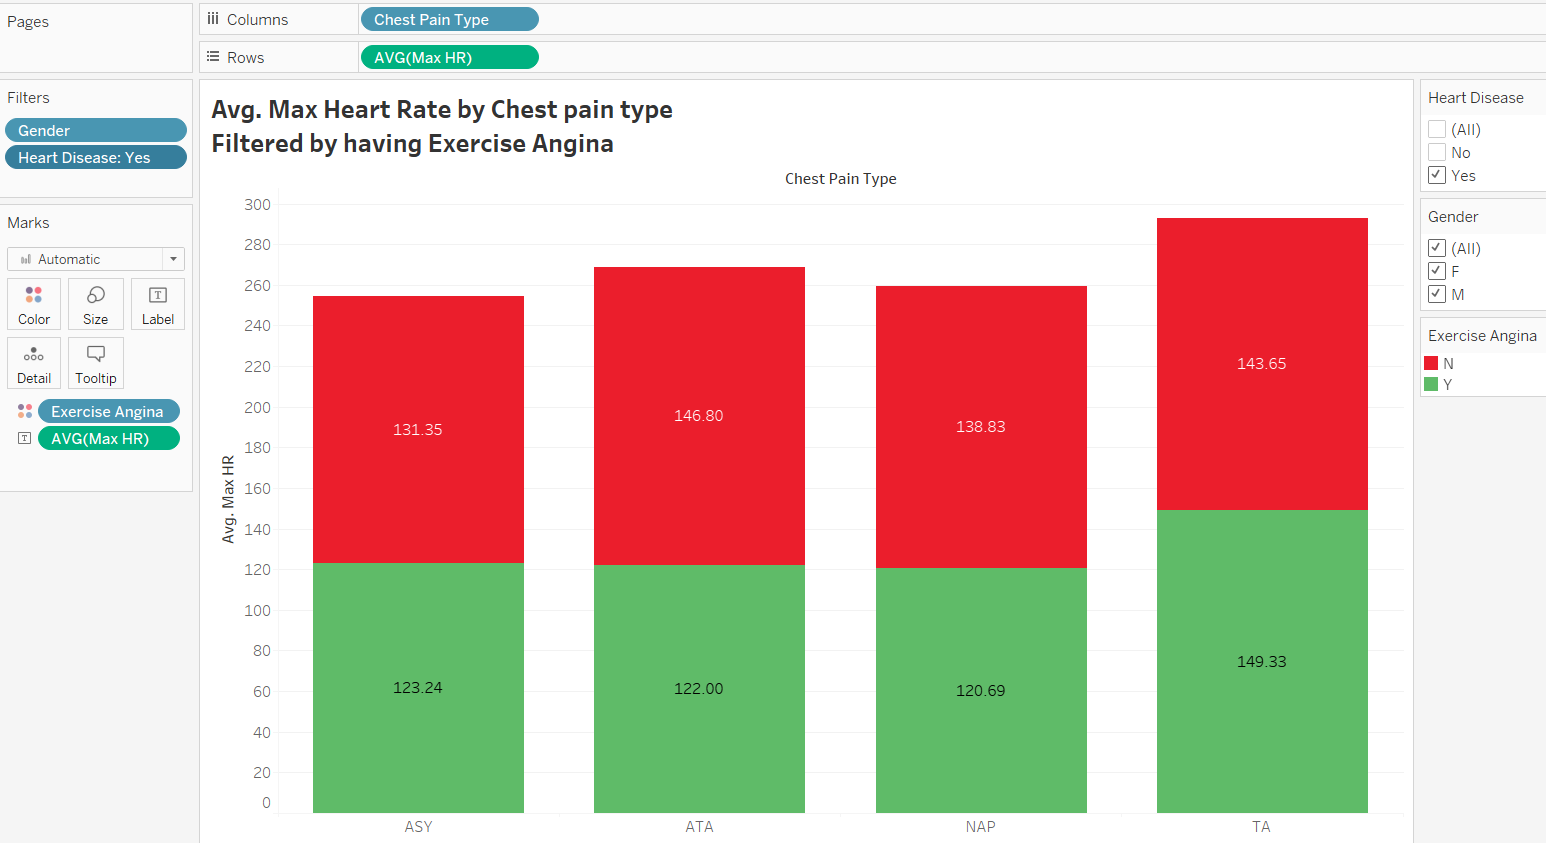 Pages
Columns
Chest Pain Type
Rows
AVG(Max HR)
Filters
Gender
Heart Disease: Yes
Marks
Automatic
Color
Size
Label
Detail
Tooltip
Exercise Angina
AVG(Max HR)
Avg. Max Heart Rate by Chest pain type
Filtered by having Exercise Angina
Chest Pain Type
Avg. Max HR
300
280
260
240
220
200
180
160
140
120
100
80
60
40
20
0
131.35
146.80
138.83
143.65
123.24
122.00
120.69
149.33
ASY
ATA
NAP
TA
Heart Disease
(All)
No
Yes
Gender
(All)
F
M
Exercise Angina
N
Y